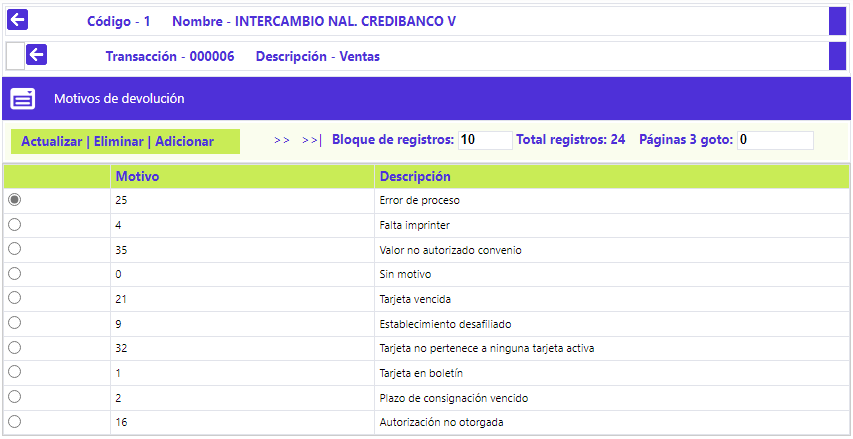 Código - 1 Nombre - INTERCAMBIO NAL. CREDIBANCO V
Transacción - 000006 Descripción - Ventas
Motivos de devolución
Actualizar | Eliminar | Adicionar >> >>| Bloque de registros: 10 Total registros: 24 Páginas 3 goto: 0
Motivo Descripción
25 Error de proceso
4 Falta imprinter
35 Valor no autorizado convenio
0 Sin motivo
21 Tarjeta vencida
9 Establecimiento desafiliado
32 Tarjeta no pertenece a ninguna tarjeta activa
1 Tarjeta en boletín
2 Plazo de consignación vencido
16 Autorización no otorgada